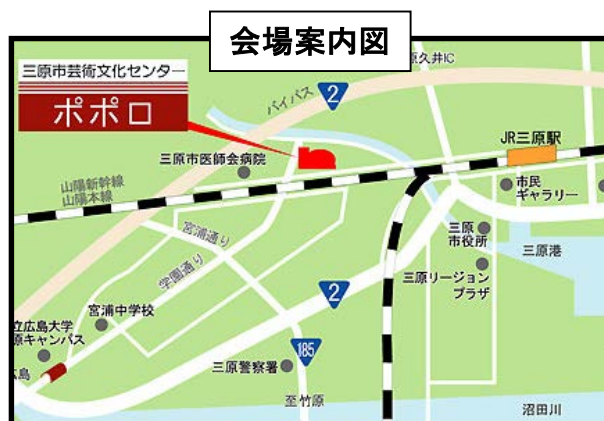 会場案内図
三原市芸術文化センター
ポポロ
久井IC
2
バイパス
JR三原駅
三原市医師会病院
山陽新幹線
山陽本線
市民
ギャラリー
宮浦通り
三原
市役所
三原港
学園通り
三原リージョン
プラザ
2
宮浦中学校
立広島大学
原キャンパス
185
三原警察署
広島
至竹原
沼田川